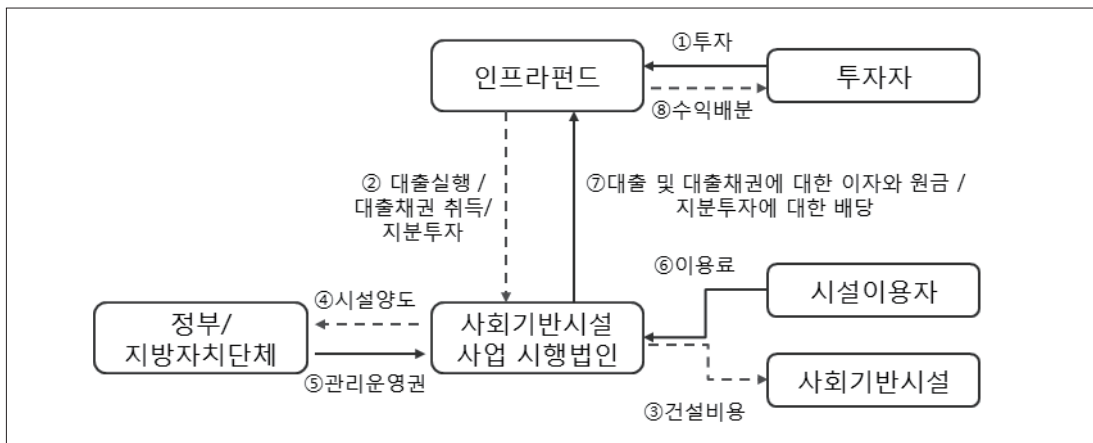 ①투자
인프라펀드
투자자
⑧수익배분
② 대출실행 /
대출채권 취득/
지분투자
⑦대출 및 대출채권에 대한 이자와 원금 /
지분투자에 대한 배당
⑥이용료
시설이용자
④시설양도
정부/
지방자치단체
사회기반시설
사업 시행법인
⑤관리운영권
사회기반시설
③건설비용